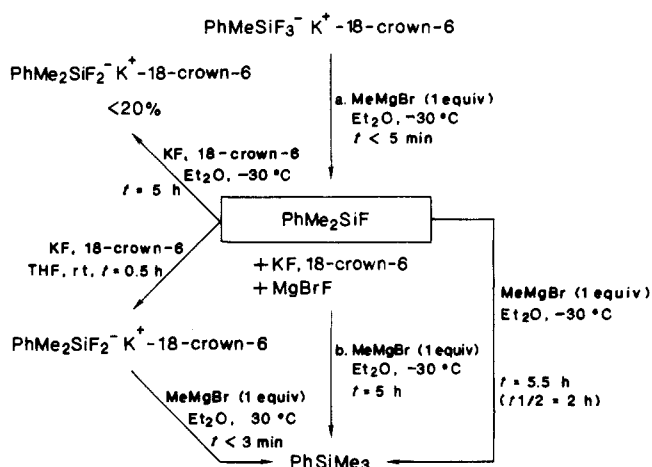 PhMeSiF₃⁻ K⁺-18-crown-6
PhMe₂SiF₂⁻ K⁺-18-crown-6
<20%
a. MeMgBr (1 equiv)
Et₂O, -30 °C
t < 5 min
KF, 18-crown-6
Et₂O, -30 °C
t = 5 h
PhMe₂SiF
KF, 18-crown-6
THF, rt, t = 0.5 h
+KF, 18-crown-6
+MgBrF
MeMgBr (1 equiv)
Et₂O, -30 °C
PhMe₂SiF₂⁻ K⁺-18-crown-6
b. MeMgBr (1 equiv)
Et₂O, -30 °C
t = 5 h
t = 5.5 h
(t1/2 = 2 h)
MeMgBr (1 equiv)
Et₂O, 30 °C
t < 3 min
PhSiMe₃